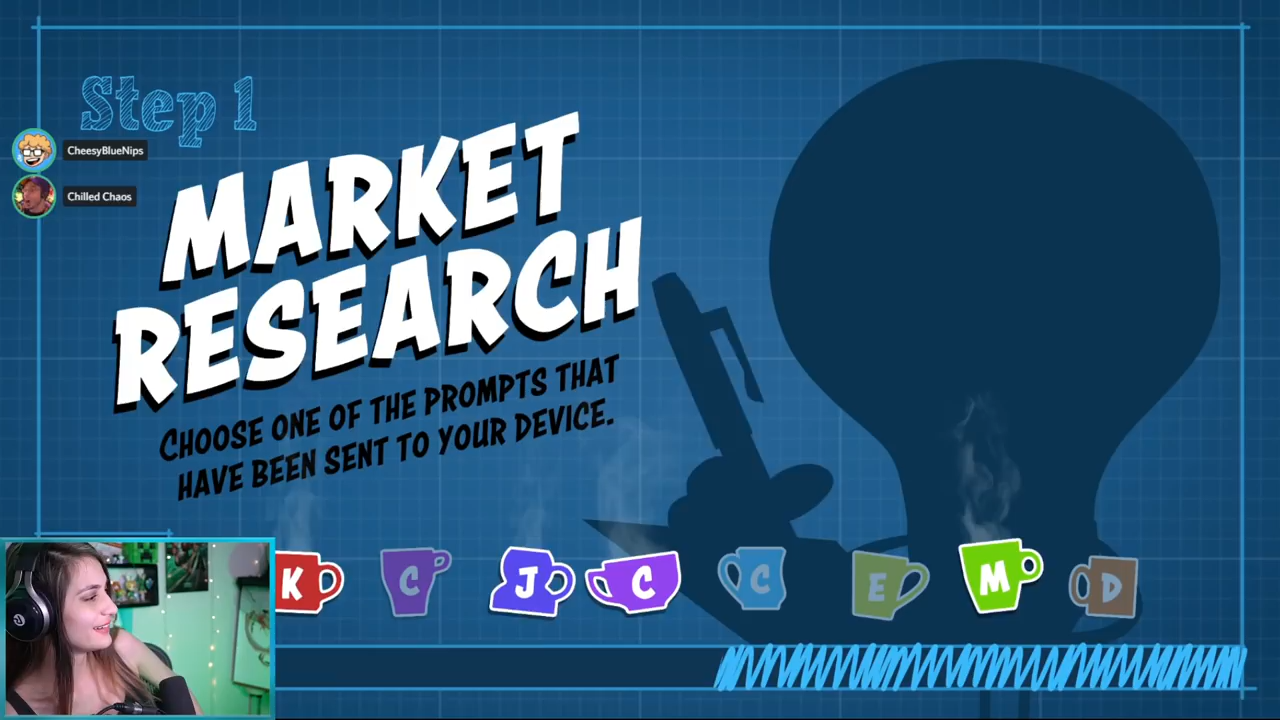 Step 1
CheesyBlueNips
Chilled Chaos
MARKET
RESEARCH
CHOOSE ONE OF THE PROMPTS THAT
HAVE BEEN SENT TO YOUR DEVICE.
K C J C C E M D